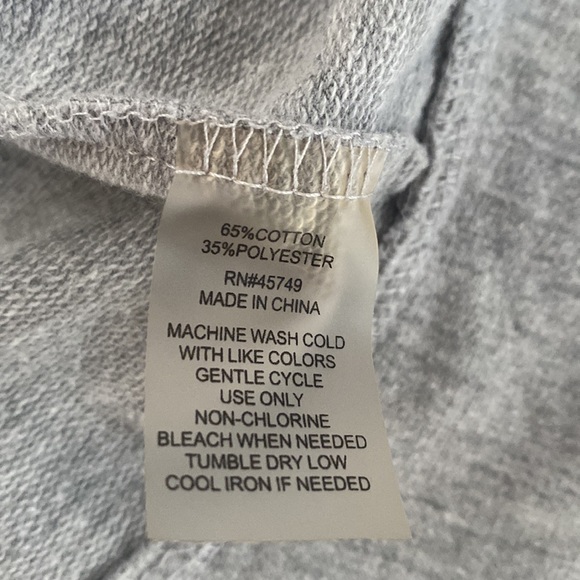 65%COTTON
35%POLYESTER
RN#45749
MADE IN CHINA
MACHINE WASH COLD
WITH LIKE COLORS
GENTLE CYCLE
USE ONLY
NON-CHLORINE
BLEACH WHEN NEEDED
TUMBLE DRY LOW
COOL IRON IF NEEDED